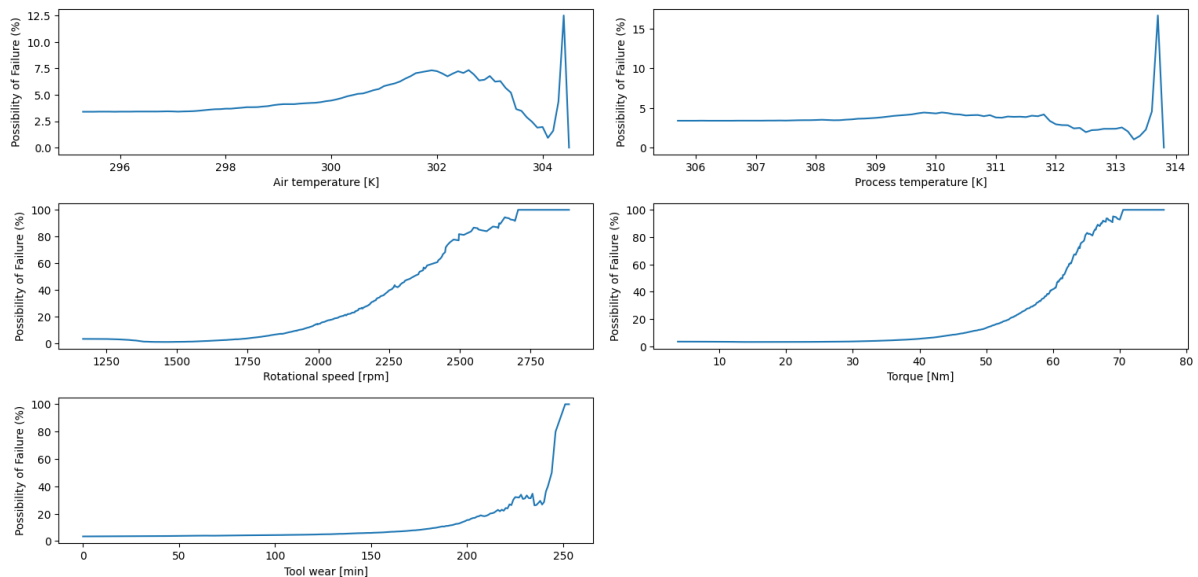 Possibility of Failure (%)
12.5
10.0
7.5
5.0
2.5
0.0
296 298 300 302 304
Air temperature [K]
Possibility of Failure (%)
15
10
5
0
306 307 308 309 310 311 312 313 314
Process temperature [K]
Possibility of Failure (%)
100
80
60
40
20
0
1250 1500 1750 2000 2250 2500 2750
Rotational speed [rpm]
Possibility of Failure (%)
100
80
60
40
20
0
10 20 30 40 50 60 70 80
Torque [Nm]
Possibility of Failure (%)
100
80
60
40
20
0
0 50 100 150 200 250
Tool wear [min]